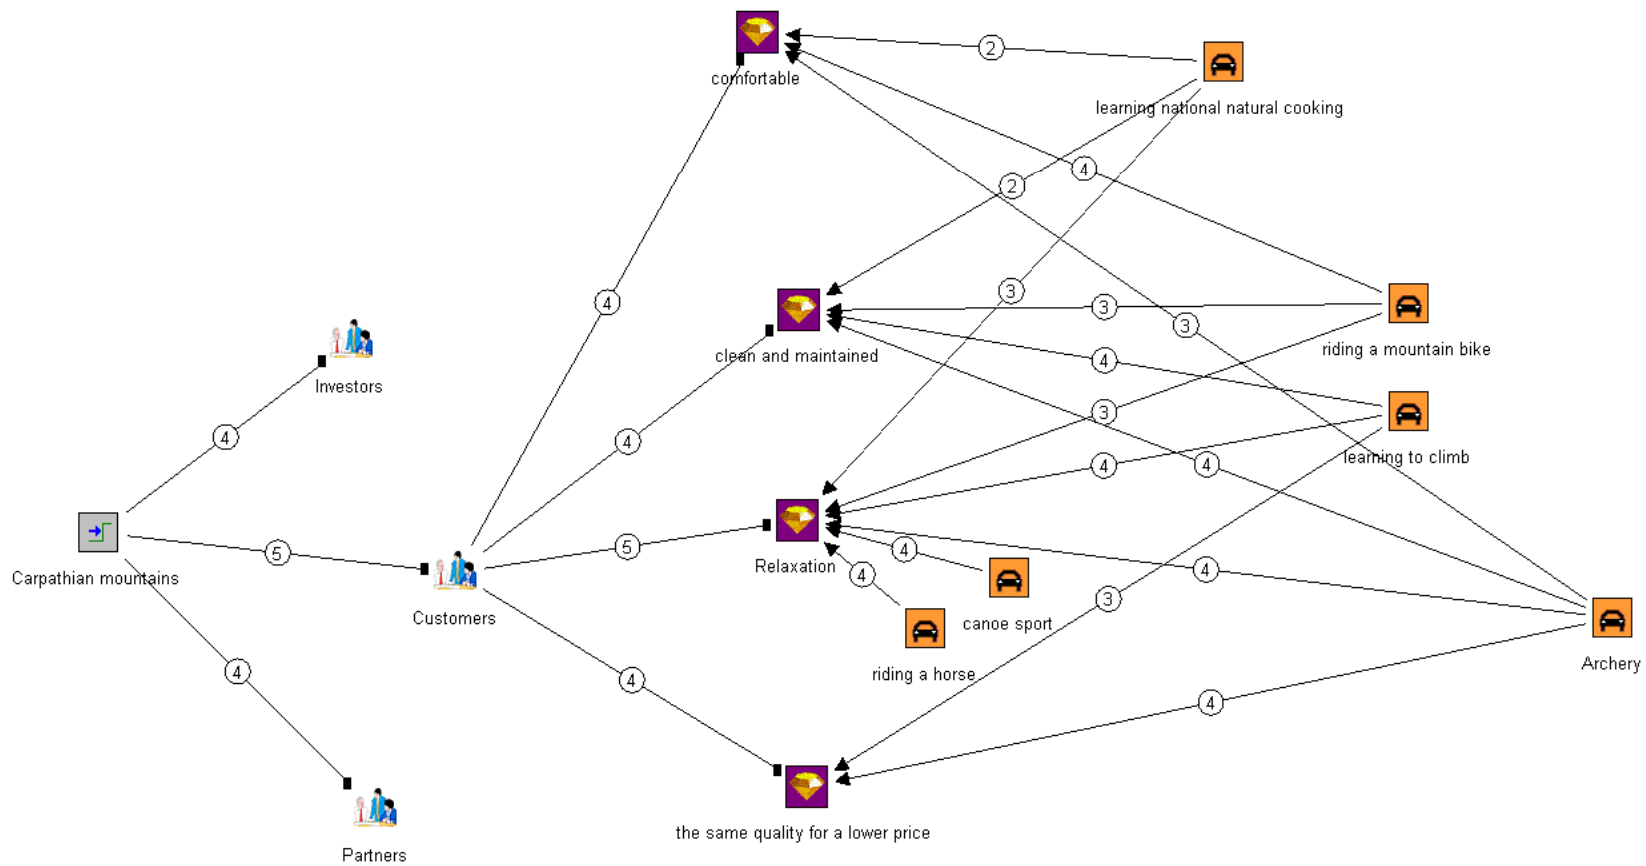 comfortable
2
learning national natural cooking
4
2
3
4
3
3
clean and maintained
riding a mountain bike
4
Investors
3
4
4
learning to climb
4
4
5
5
4
4
4
Relaxation
Carpathian mountains
Customers
3
canoe sport
riding a horse
Archery
4
4
4
the same quality for a lower price
Partners